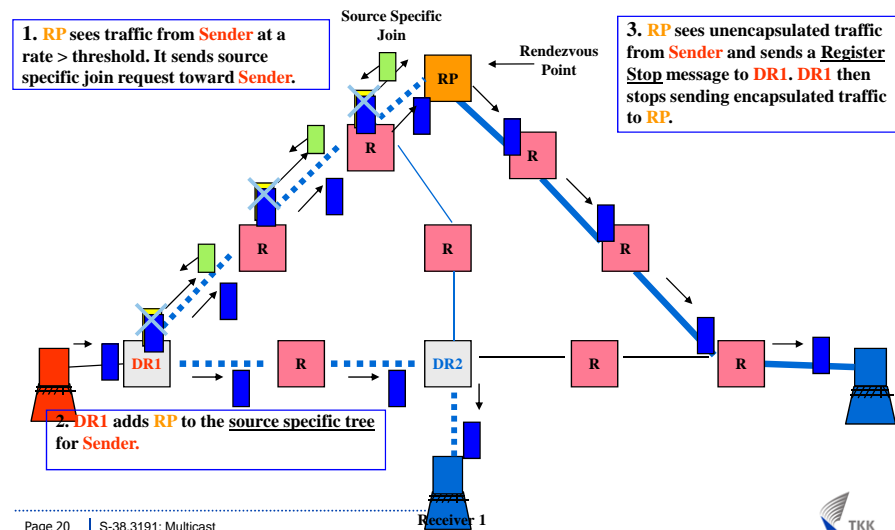 1. RP sees traffic from Sender at a
rate > threshold. It sends source
specific join request toward Sender.
Source Specific
Join
RP
Rendezvous
Point
3. RP sees unencapsulated traffic
from Sender and sends a Register
Stop message to DR1. DR1 then
stops sending encapsulated traffic
to RP.
R
R
R
R
R
DR1
R
DR2
R
R
2. DR1 adds RP to the source specific tree
for Sender.
Receiver 1
Page 20
S-38.3191: Multicast
TKK